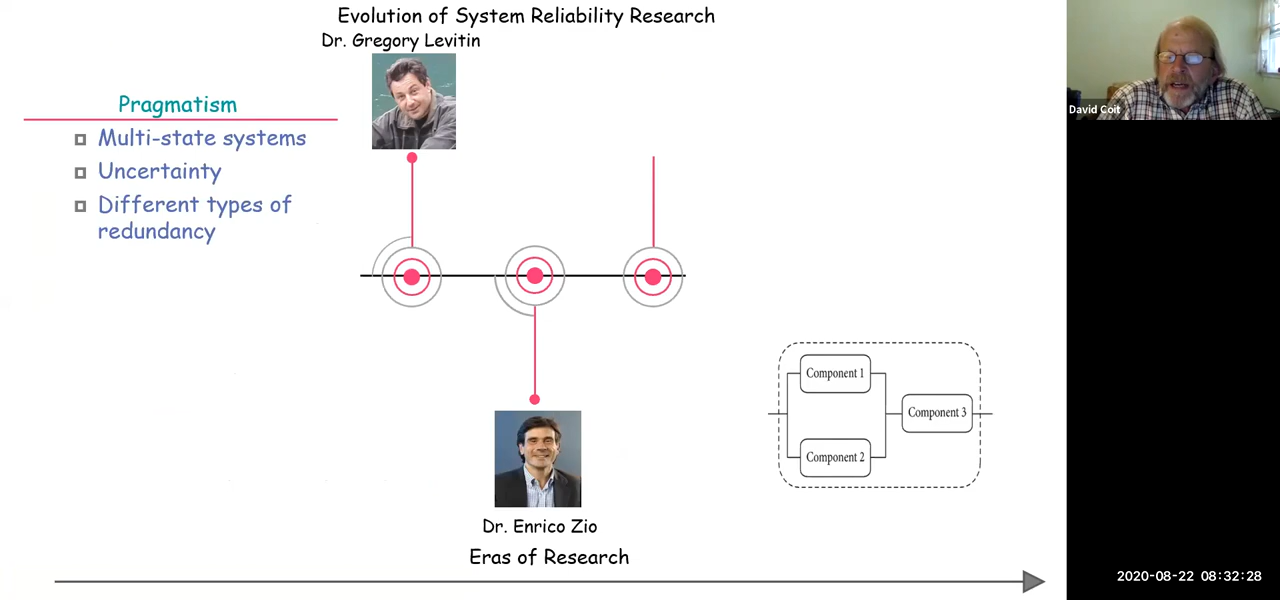 Evolution of System Reliability Research
Dr. Gregory Levitin
Pragmatism
Multi-state systems
Uncertainty
Different types of
redundancy
Component 1
Component 3
Component 2
Dr. Enrico Zio
Eras of Research
David Coit
2020-08-22 08:32:28